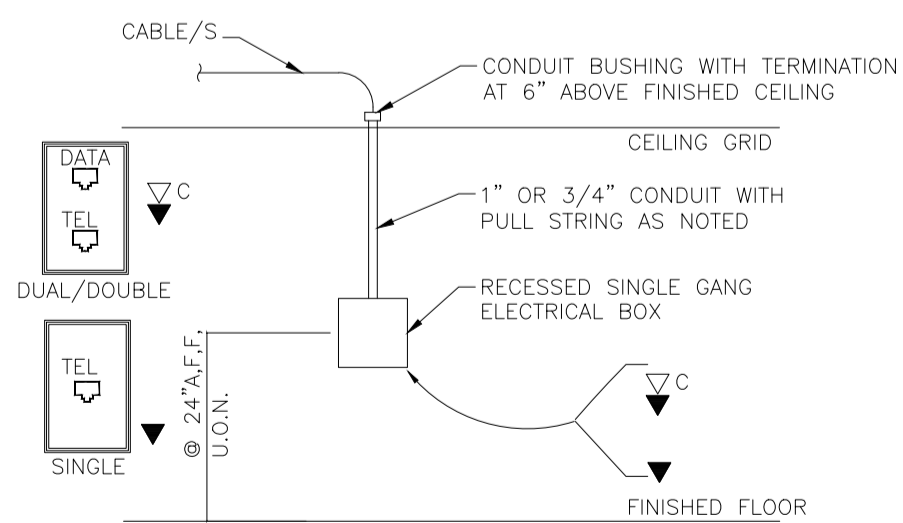 CABLE/S
CONDUIT BUSHING WITH TERMINATION
AT 6" ABOVE FINISHED CEILING
CEILING GRID
DATA
C
TEL
DUAL/DOUBLE
1" OR 3/4" CONDUIT WITH
PULL STRING AS NOTED
RECESSED SINGLE GANG
ELECTRICAL BOX
TEL
SINGLE
@ 24"A,F,F,
U.O.N.
C
FINISHED FLOOR